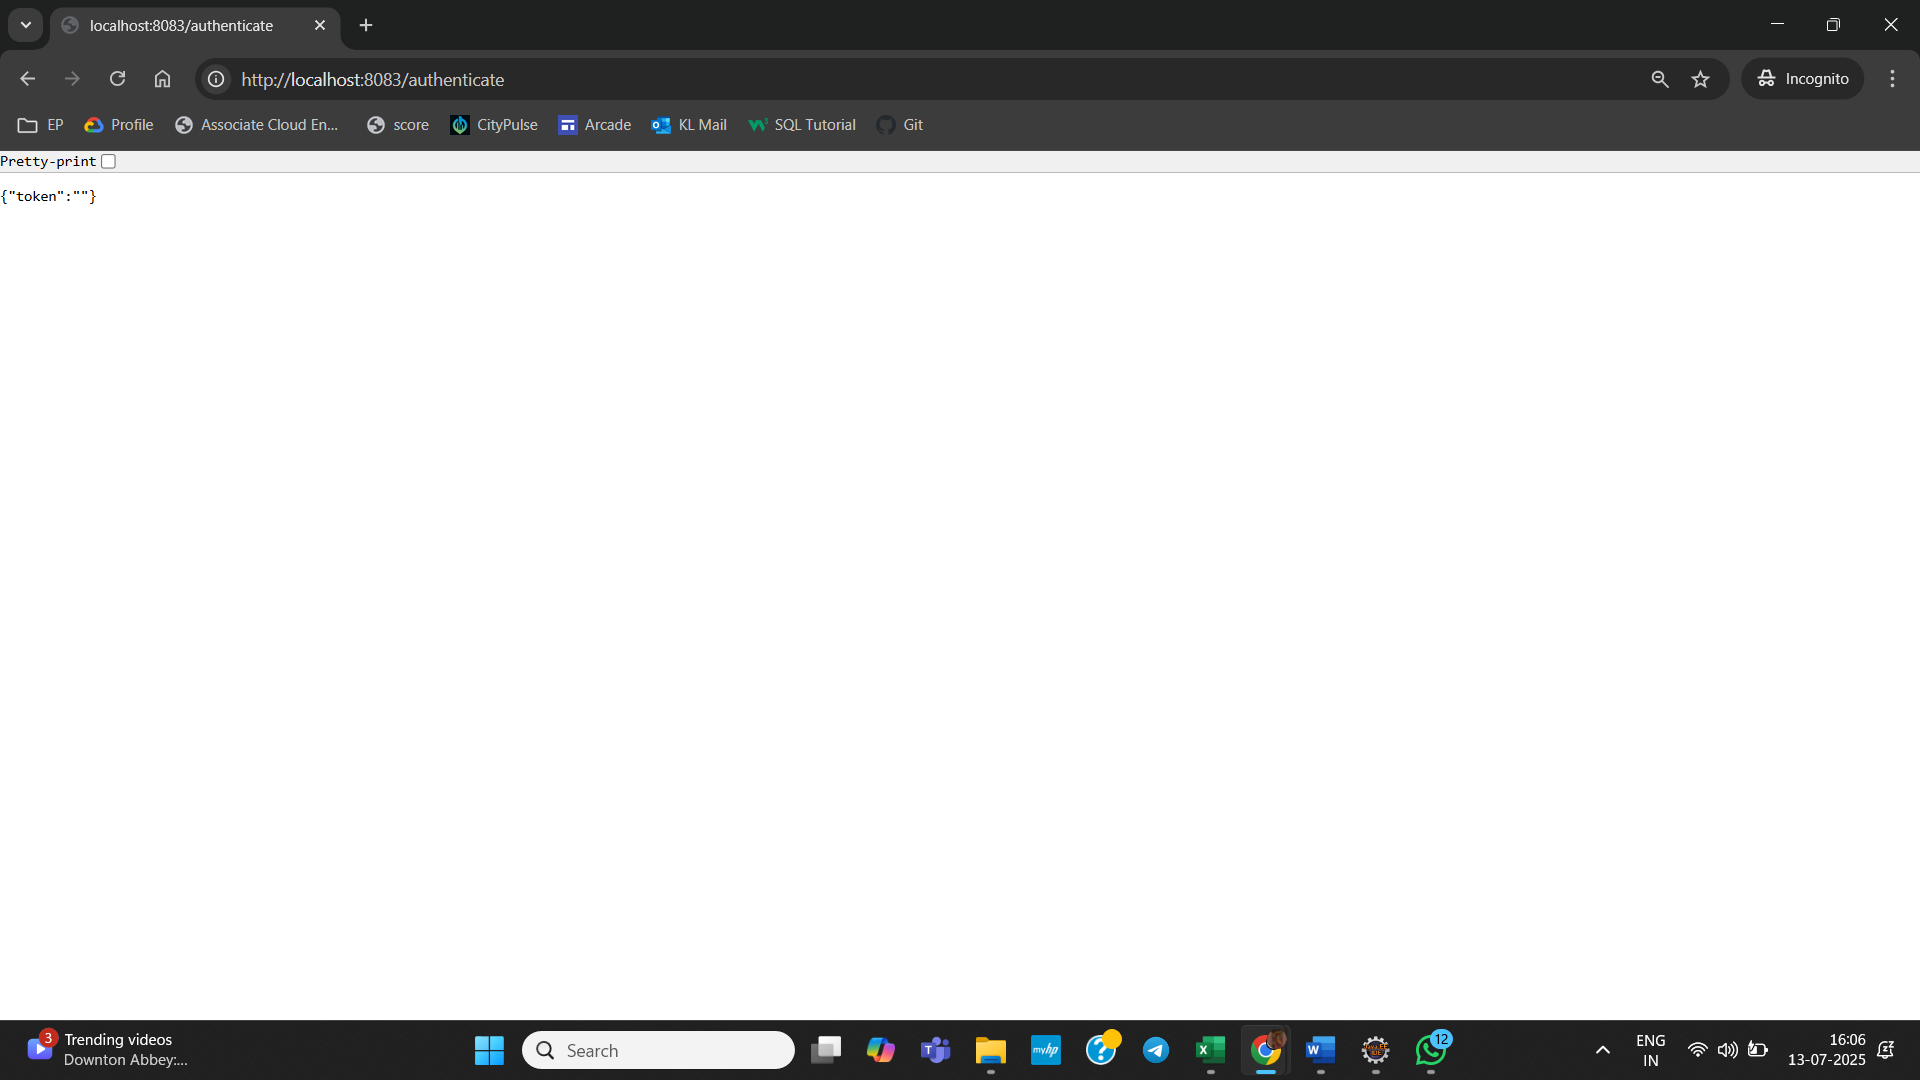 localhost:8083/authenticate
http://localhost:8083/authenticate
Incognito
EP
Profile
Associate Cloud En...
score
CityPulse
Arcade
KL Mail
SQL Tutorial
Git
Pretty-print
{"token":""}
3
Trending videos
Downton Abbey:...
Search
myhp
12
ENG
IN
16:06
13-07-2025